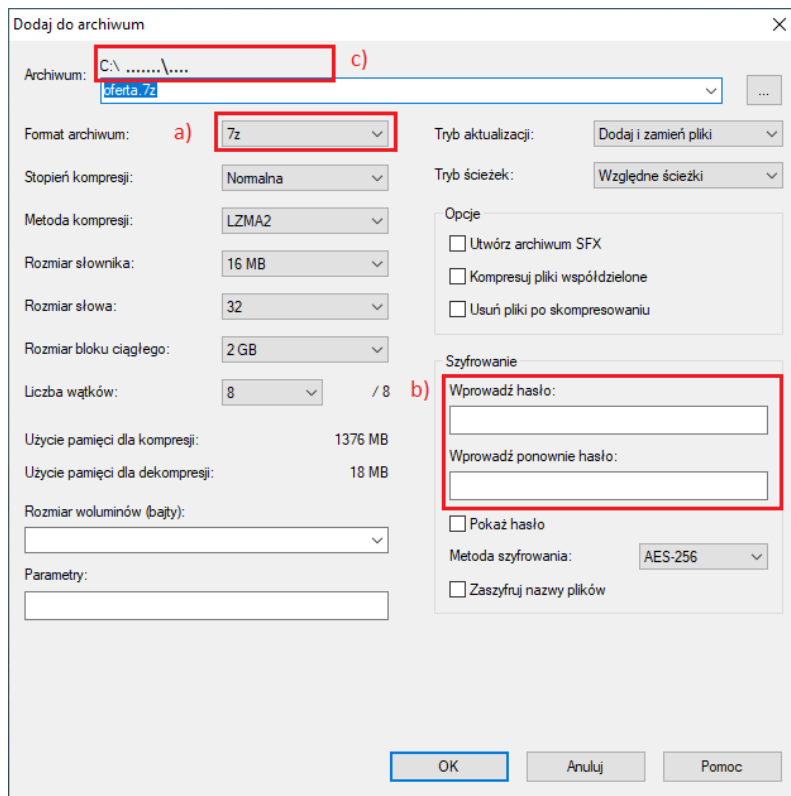 Dodaj do archiwum
C:\ .......\.... c)
Archiwum:
oferta.7z
...
Format archiwum: a) 7z
Tryb aktualizacji: Dodaj i zamień pliki
Stopień kompresji: Normalna
Tryb ścieżek: Względne ścieżki
Metoda kompresji: LZMA2
Opcje
Utwórz archiwum SFX
Rozmiar słownika: 16 MB
Kompresuj pliki współdzielone
Rozmiar słowa: 32
Usuń pliki po skompresowaniu
Rozmiar bloku ciągłego: 2 GB
Szyfrowanie
Liczba wątków: 8 / 8
b) Wprowadź hasło:
Użycie pamięci dla kompresji: 1376 MB
Wprowadź ponownie hasło:
Użycie pamięci dla dekompresji: 18 MB
Rozmiar woluminów (bajty):
Pokaż hasło
Metoda szyfrowania: AES-256
Parametry:
Zaszyfruj nazwy plików
OK Anuluj Pomoc